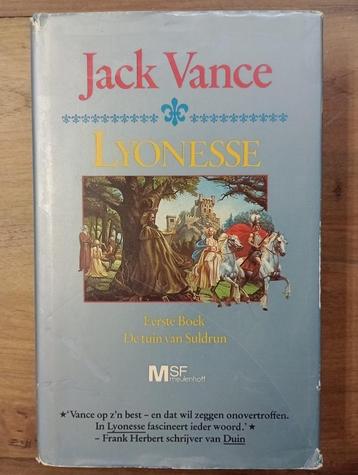 Jack Vance
LYONESSE
Eerste Boek
De tuin van Suldrun
M SF
meulenhoff
★ 'Vance op z'n best – en dat wil zeggen onovertroffen.
In Lyonesse fascineert ieder woord.' ★
– Frank Herbert schrijver van Duin